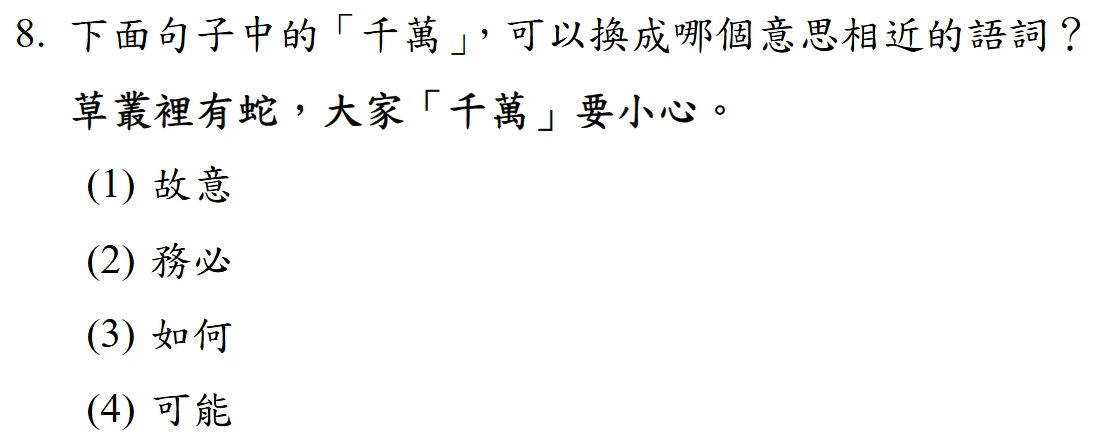 8. 下面句子中的「千萬」，可以換成哪個意思相近的語詞？
草叢裡有蛇，大家「千萬」要小心。
(1) 故意
(2) 務必
(3) 如何
(4) 可能